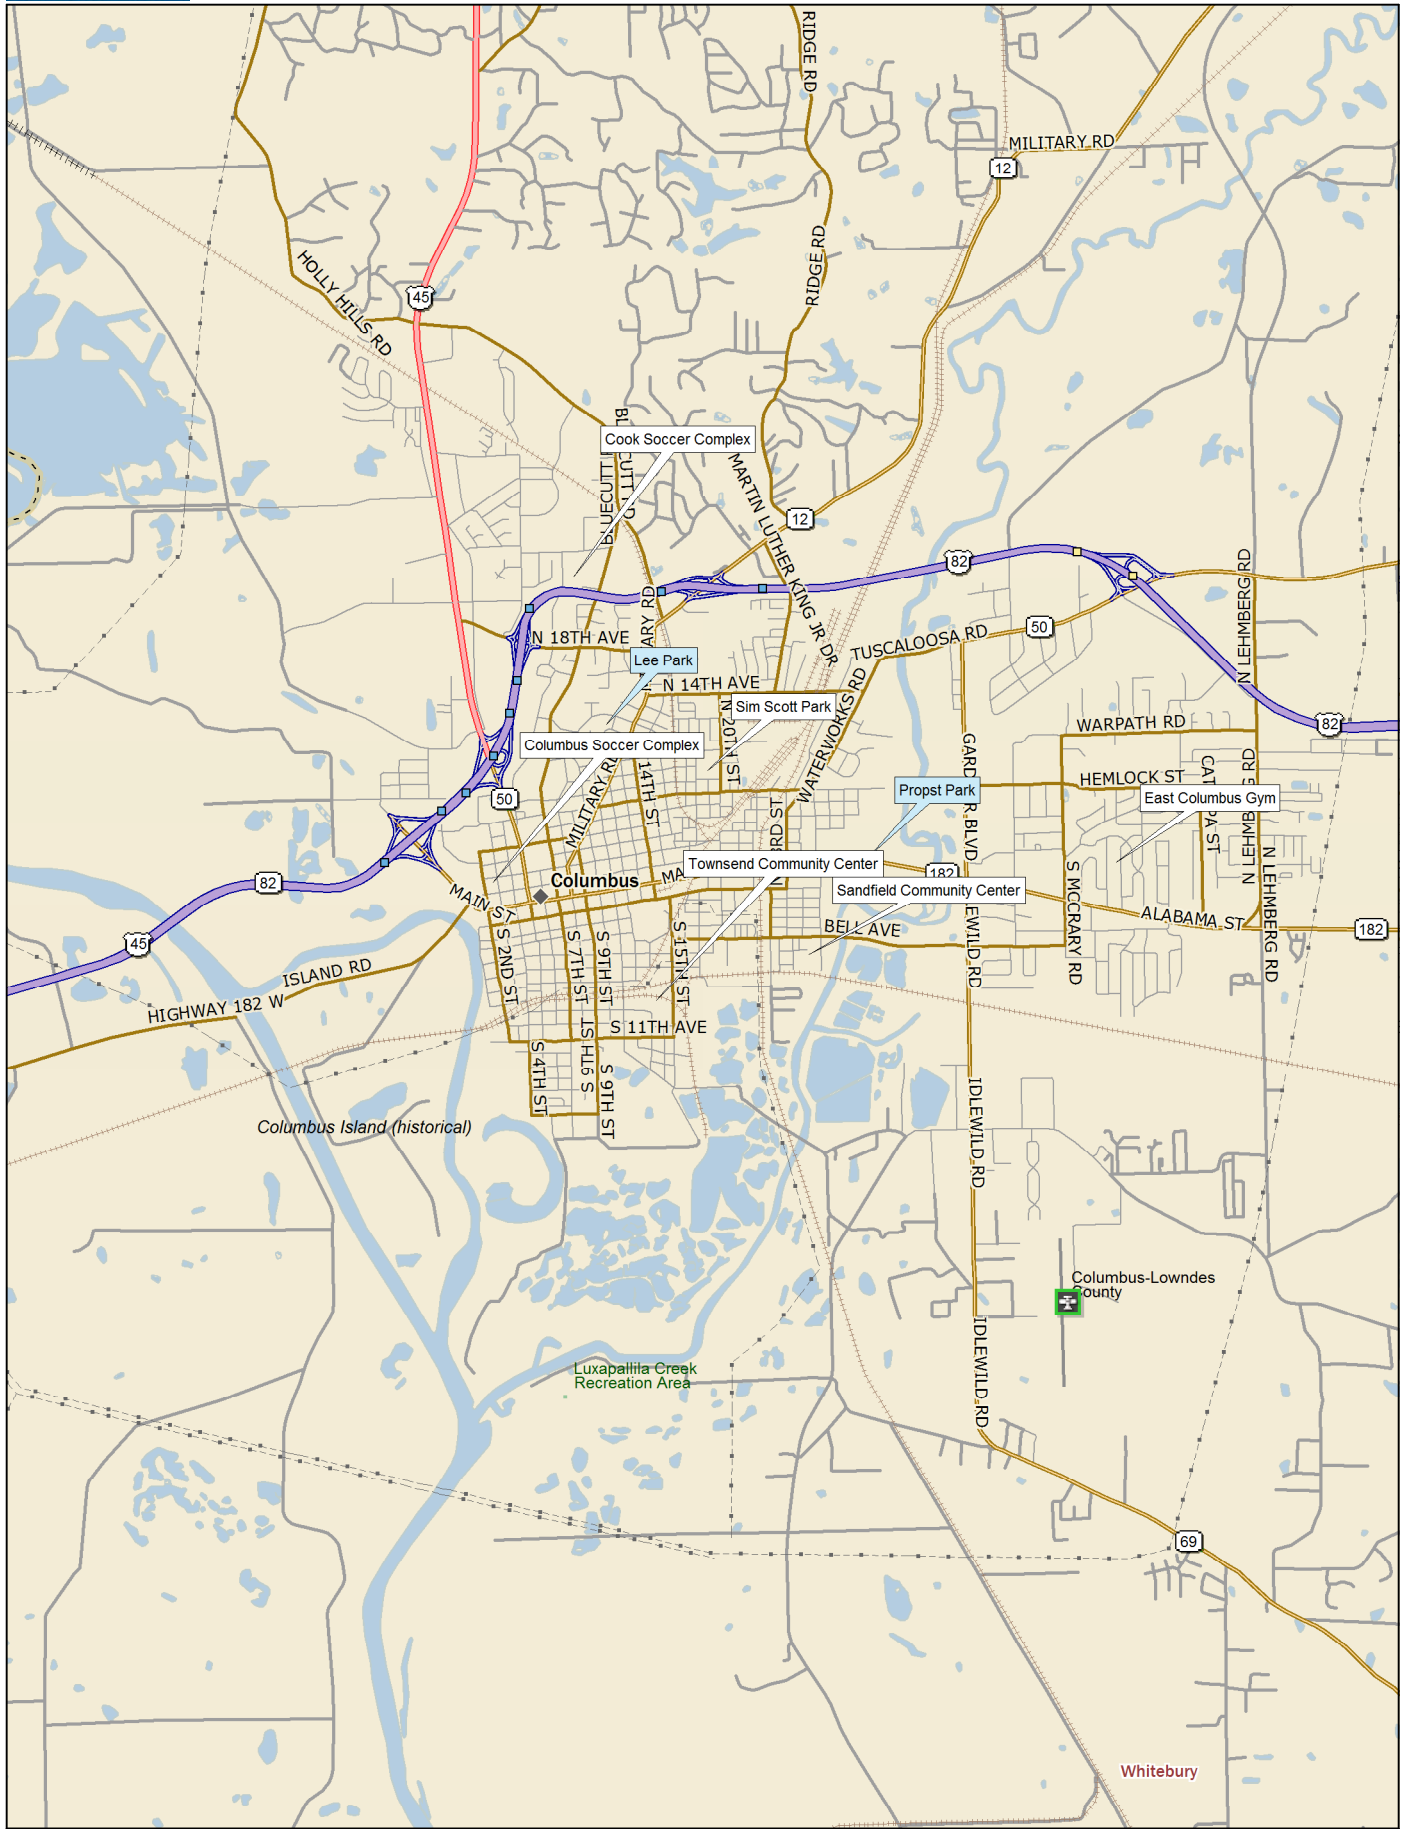 RIDGE RD
MILITARY RD
12
RIDGE RD
HOLLY HILLS RD
45
Cook Soccer Complex
MARTIN LUTHER KING JR DR
12
82
N LEHMBERG RD
50
TUSCALOOSA RD
N 18TH AVE
Lee Park
N 14TH AVE
Sim Scott Park
N 20TH ST
WATERWORKS RD
WARPATH RD
82
Columbus Soccer Complex
MILITARY RD
14TH ST
HEMLOCK ST
Propst Park
East Columbus Gym
50
Townsend Community Center
182
Columbus
82
MAIN ST
Sandfield Community Center
S MCCRARY RD
N LEHMBERG RD
ALABAMA ST
182
BELL AVE
45
ISLAND RD
HIGHWAY 182 W
S 2ND ST
S 7TH ST
S 9TH ST
S 15TH ST
S 11TH AVE
S 4TH ST
S 9TH ST
IDLEWILD RD
Columbus Island (historical)
Columbus-Lowndes
County
IDLEWILD RD
Luxapallila Creek
Recreation Area
69
Whitebury